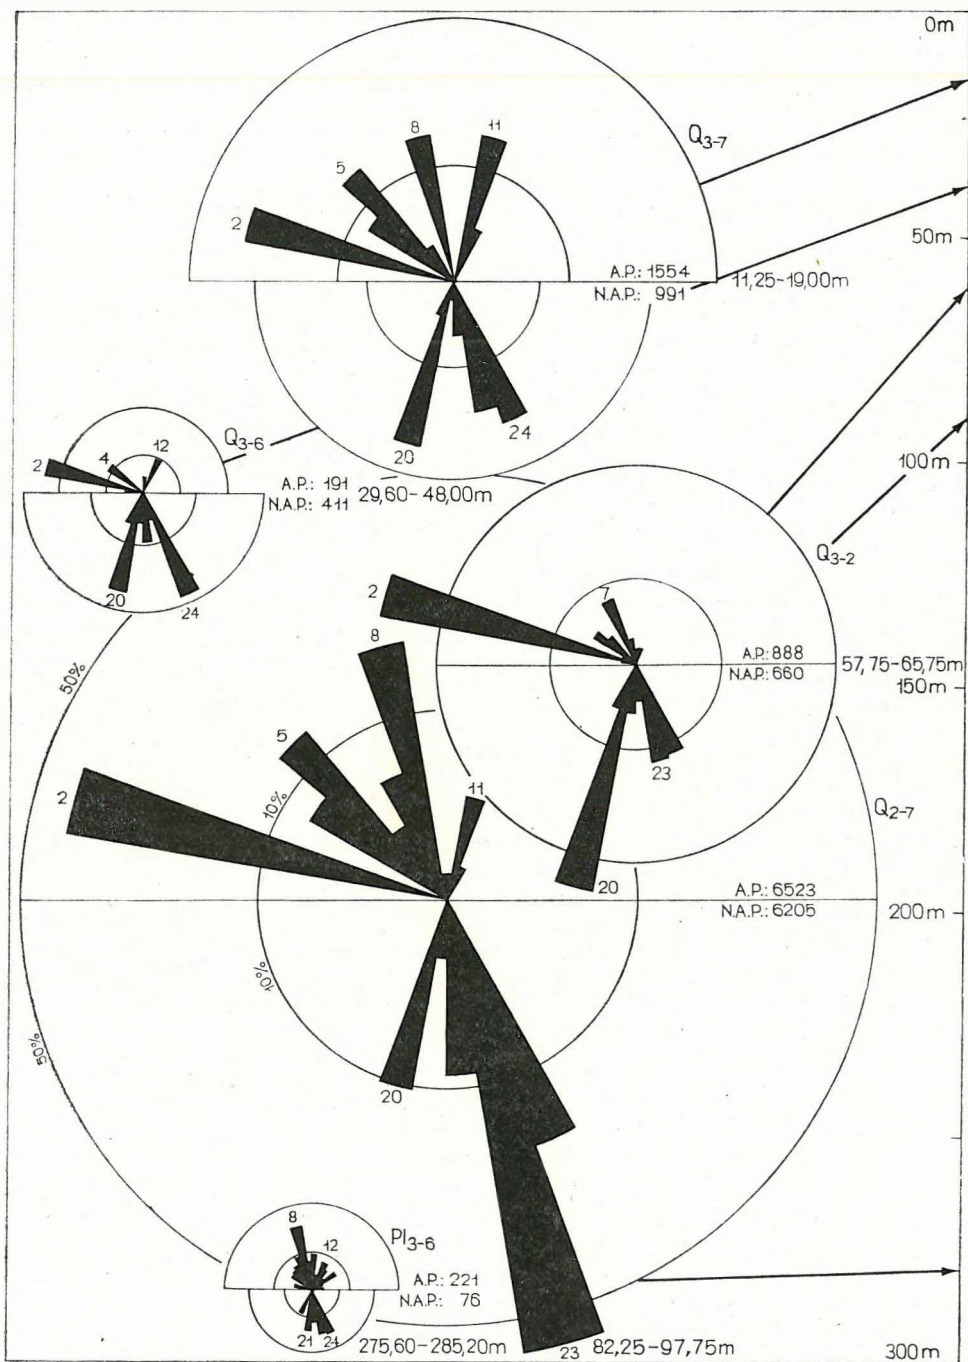 0m
Q3-7
11
8
5
2
50m
A.P.: 1554
11,25-19,00m
N.A.P.: 991
24
20
12
Q3-6
4
2
100m
A.P.: 191
29,60-48,00m
N.A.P.: 411
20
24
Q3-2
2
7
8
A.P.: 888
57,75-65,75m
N.A.P.: 660
150m
50%
5
23
11
2
10%
Q2-7
20
A.P.: 6523
N.A.P.: 6205
200m
10%
50%
20
8
Pl3-6
12
A.P.: 221
N.A.P.: 76
21
24
275,60-285,20m
23
82,25-97,75m
300m